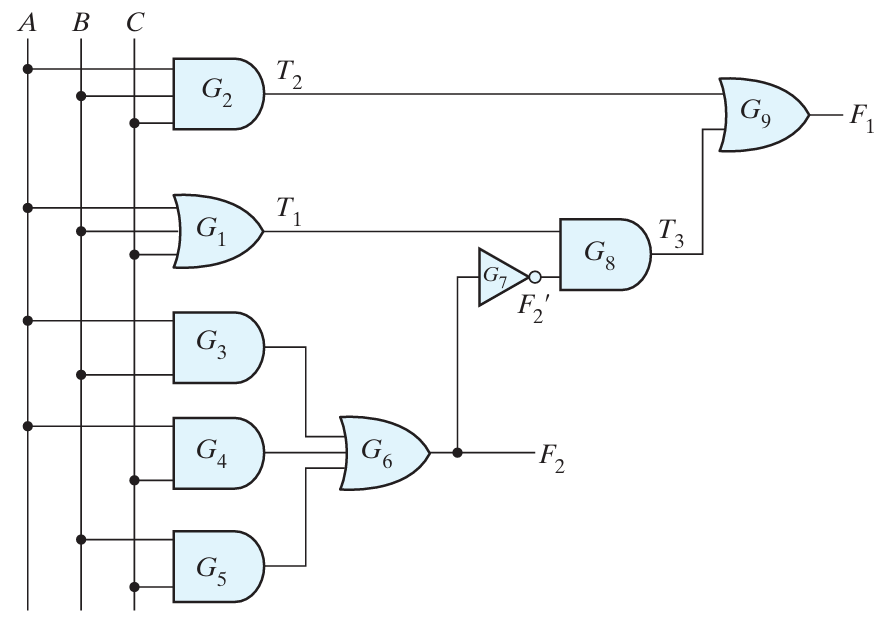 A B C
G2 T2
G9 F1
G1 T1
G8 T3
G7
F2′
G3
G4 G6 F2
G5